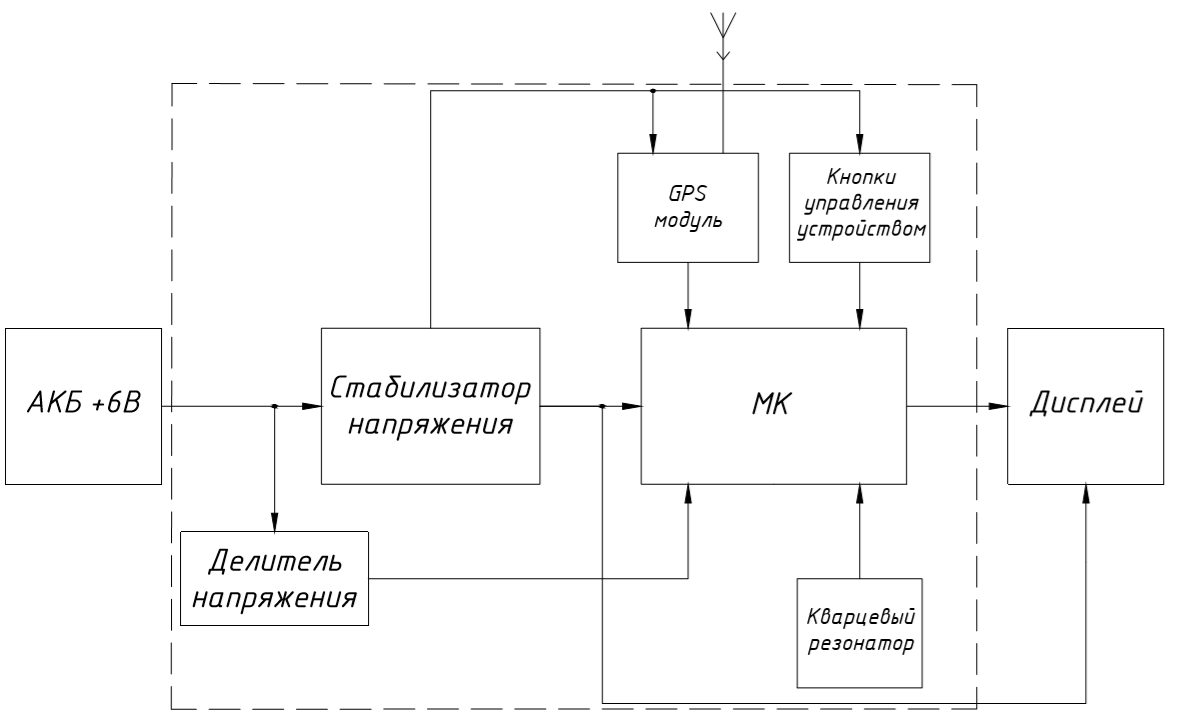 GPS
модуль
Кнопки
управления
устройством
АКБ +6В
Стабилизатор
напряжения
МК
Дисплей
Делитель
напряжения
Кварцевый
резонатор